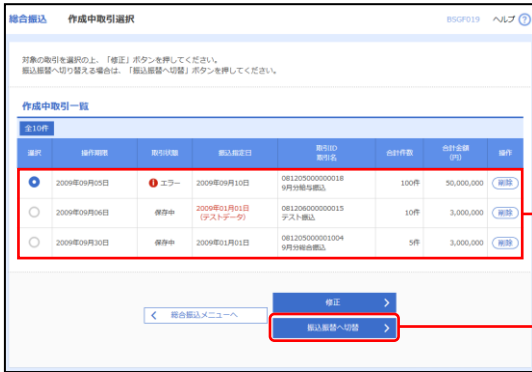 総合振込 作成中取引選択 BSGF019 ヘルプ ?
対象の取引を選択の上、「修正」ボタンを押してください。
振込振替へ切り替える場合は、「振込振替へ切替」ボタンを押してください。
作成中取引一覧
全10件
選択 操作期限 取引状態 振込指定日 取引ID 取引名 合計件数 合計金額(円) 操作
2009年09月05日 エラー 2009年09月10日 081205000000018 9月分給与振込 100件 50,000,000 削除
2009年09月06日 保存中 2009年01月01日 (テストデータ) 081206000000015 テスト振込 10件 3,000,000 削除
2009年09月30日 保存中 2009年01月01日 081205000001004 9月分総合振込 5件 3,000,000 削除
修正
総合振込メニューへ
振込振替へ切替